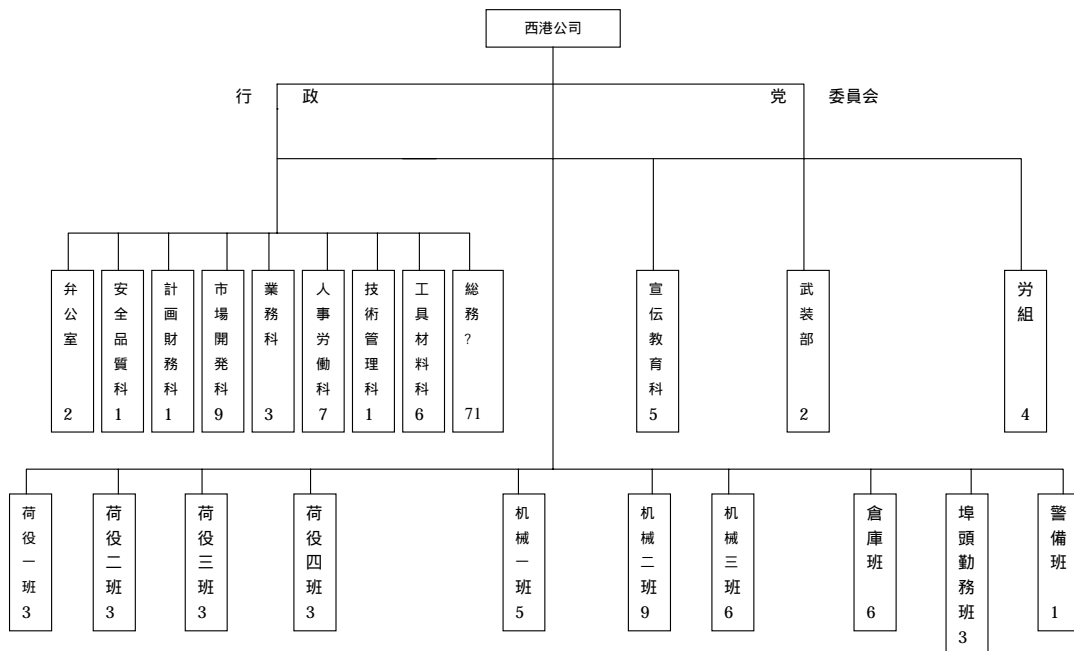 西港公司
行　政
党　委員会
弁公室 2
安全品質科 1
計画財務科 1
市場開発科 9
業務科 3
人事労働科 7
技術管理科 1
工具材料科 6
総務? 71
宣伝教育科 5
武装部 2
労組 4
荷役一班 3
荷役二班 3
荷役三班 3
荷役四班 3
机械一班 5
机械二班 9
机械三班 6
倉庫班 6
埠頭勤務班 3
警備班 1